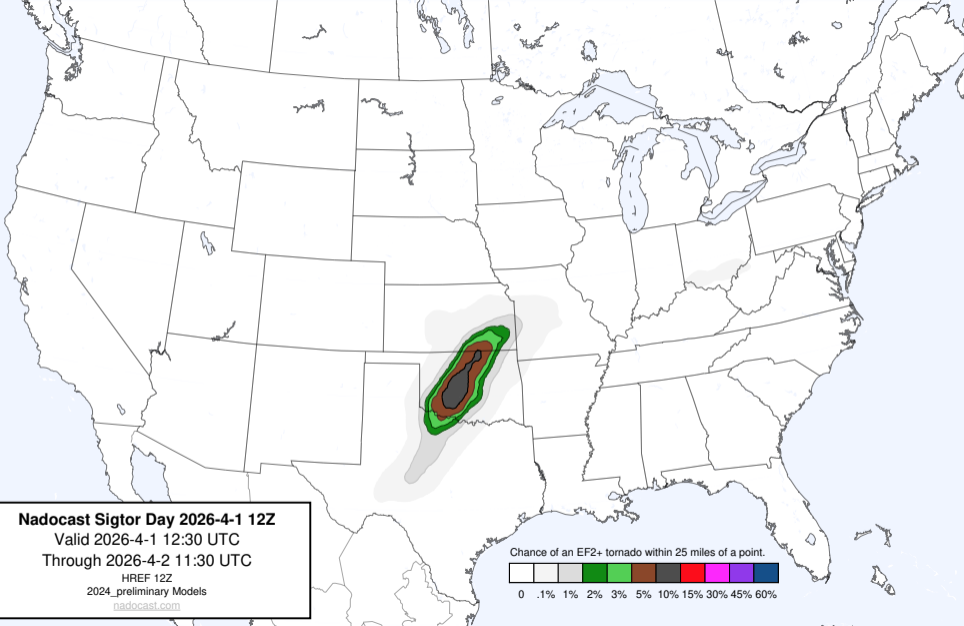 Nadocast Sigtor Day 2026-4-1 12Z
Valid 2026-4-1 12:30 UTC
Through 2026-4-2 11:30 UTC
HREF 12Z
2024_preliminary Models
nadocast.com
Chance of an EF2+ tornado within 25 miles of a point.
0 .1% 1% 2% 3% 5% 10% 15% 30% 45% 60%